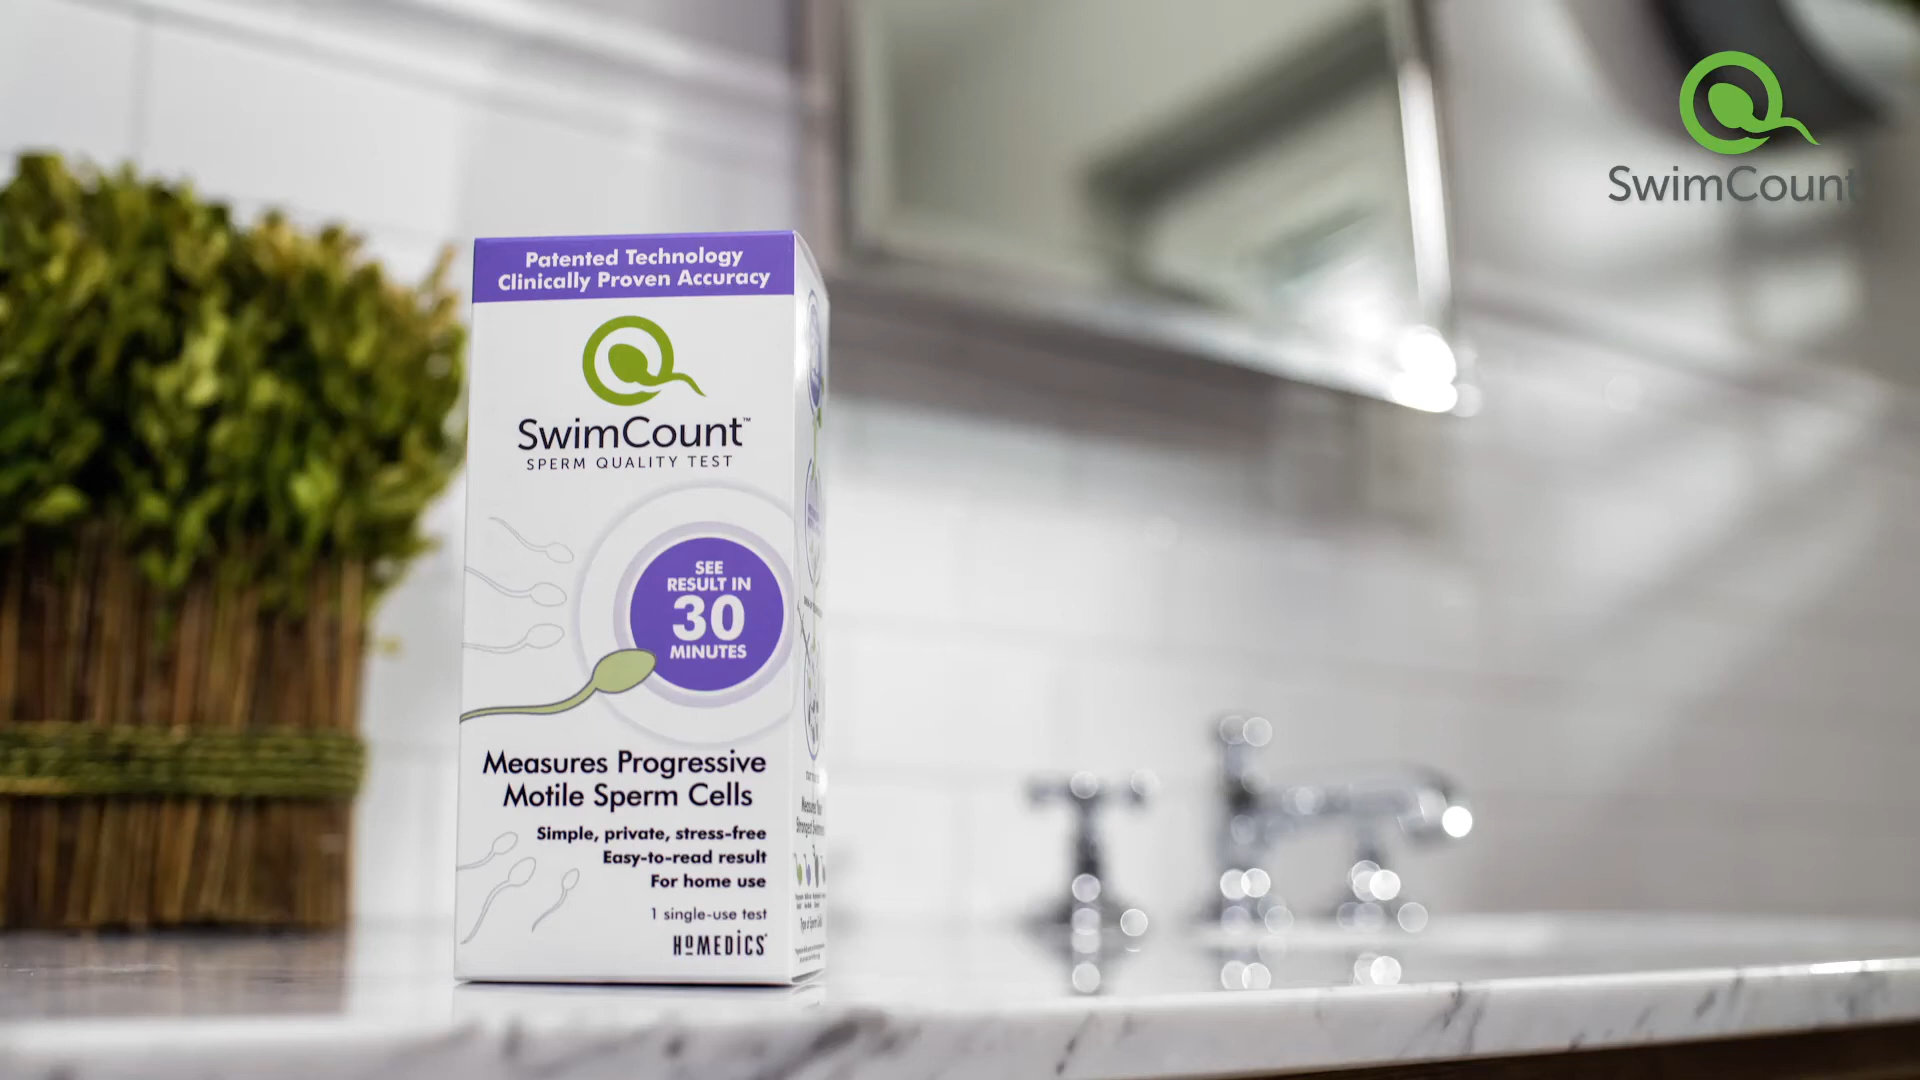 SwimCount
Patented Technology
Clinically Proven Accuracy
SwimCount™
SPERM QUALITY TEST
SEE
RESULT IN
30
MINUTES
Measures Progressive
Motile Sperm Cells
Simple, private, stress-free
Easy-to-read result
For home use
1 single-use test
HoMEDiCS